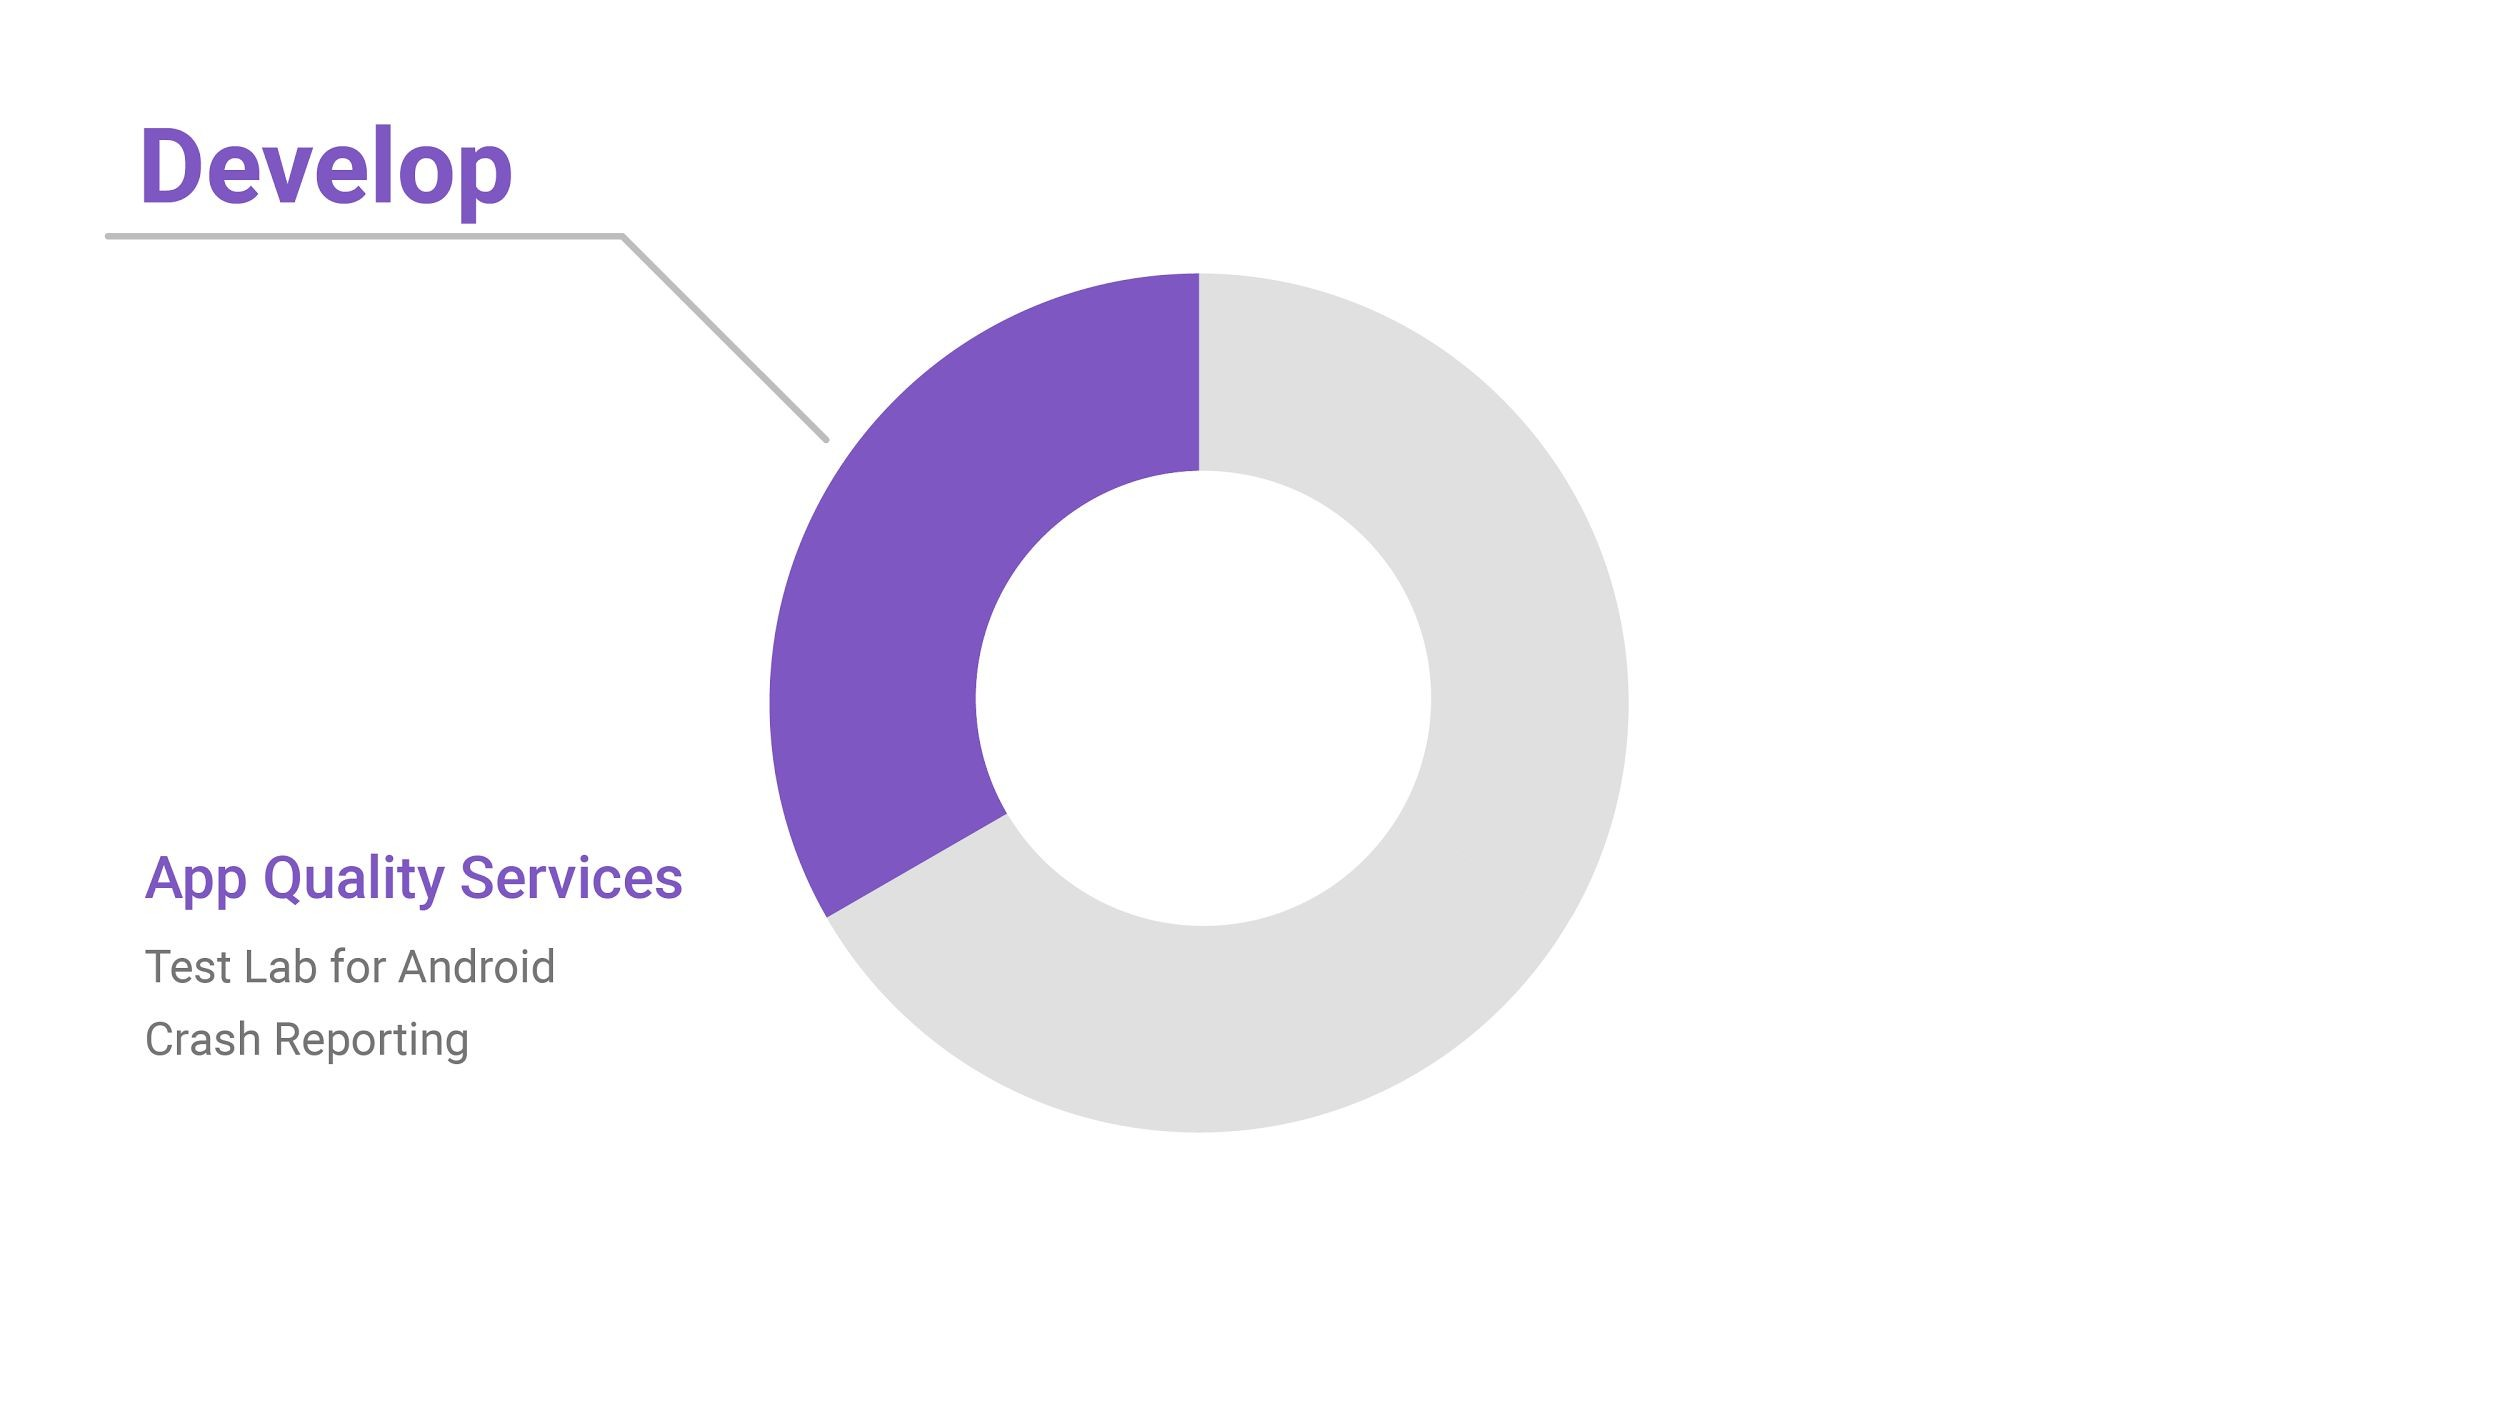 Develop
App Quality Services
Test Lab for Android
Crash Reporting